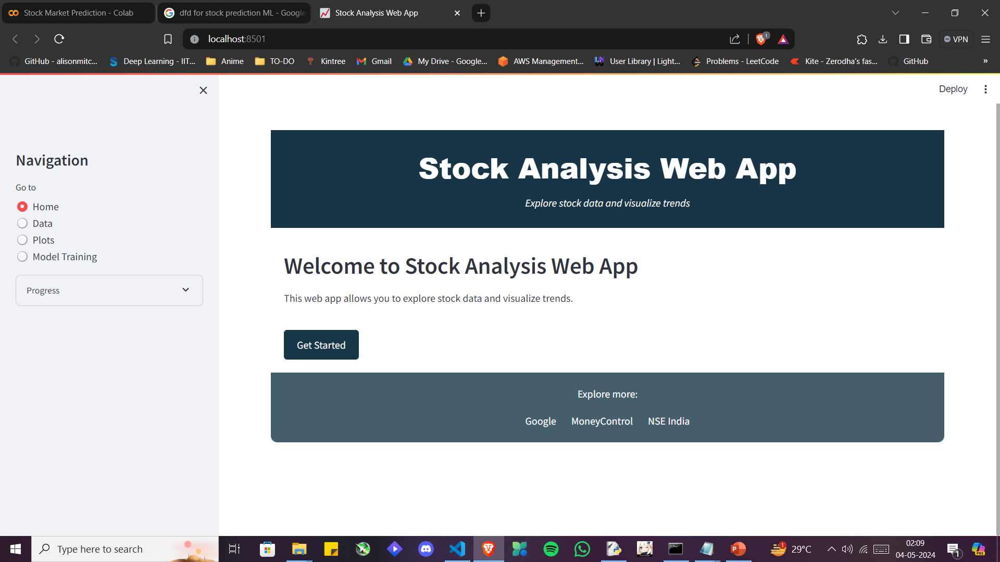 Stock Market Prediction - Colab
dfd for stock prediction ML - Google
Stock Analysis Web App
localhost:8501
1
VPN
GitHub - alisonmitc...
Deep Learning - IIT...
Anime
TO-DO
Kintree
Gmail
My Drive - Google...
AWS Management...
User Library | Light...
Problems - LeetCode
Kite - Zerodha's fas...
GitHub
»
Deploy
Navigation
Go to
Home
Data
Plots
Model Training
Progress
Stock Analysis Web App
Explore stock data and visualize trends
Welcome to Stock Analysis Web App
This web app allows you to explore stock data and visualize trends.
Get Started
Explore more:
Google MoneyControl NSE India
Type here to search
1
29°C
02:09
04-05-2024
1
PRE